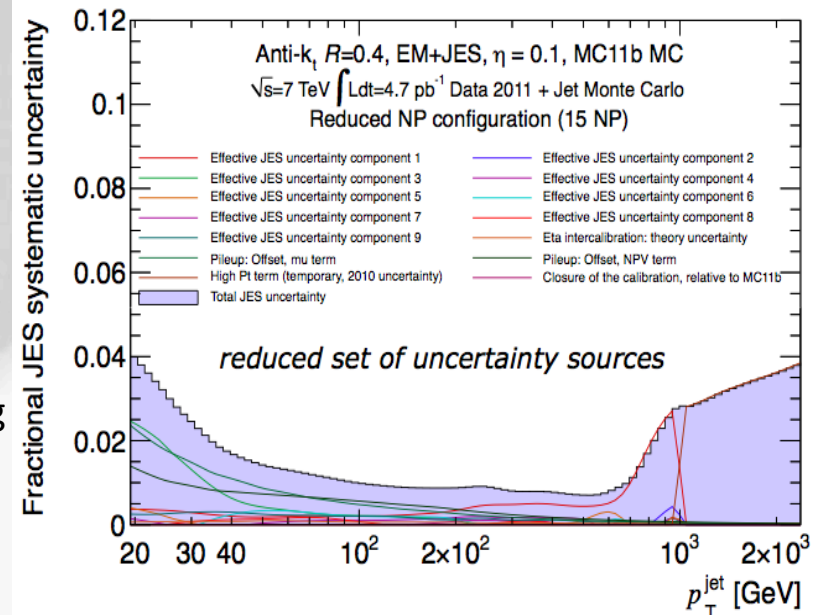 Fractional JES systematic uncertainty
0.12
0.1
0.08
0.06
0.04
0.02
0
Anti-kt R=0.4, EM+JES, η = 0.1, MC11b MC
√s=7 TeV ∫Ldt=4.7 pb-1 Data 2011 + Jet Monte Carlo
Reduced NP configuration (15 NP)
Effective JES uncertainty component 1
Effective JES uncertainty component 2
Effective JES uncertainty component 3
Effective JES uncertainty component 4
Effective JES uncertainty component 5
Effective JES uncertainty component 6
Effective JES uncertainty component 7
Effective JES uncertainty component 8
Effective JES uncertainty component 9
Eta intercalibration: theory uncertainty
Pileup: Offset, mu term
Pileup: Offset, NPV term
High Pt term (temporary, 2010 uncertainty)
Closure of the calibration, relative to MC11b
Total JES uncertainty
reduced set of uncertainty sources
20 30 40 10² 2×10² 10³ 2×10³
pTjet [GeV]